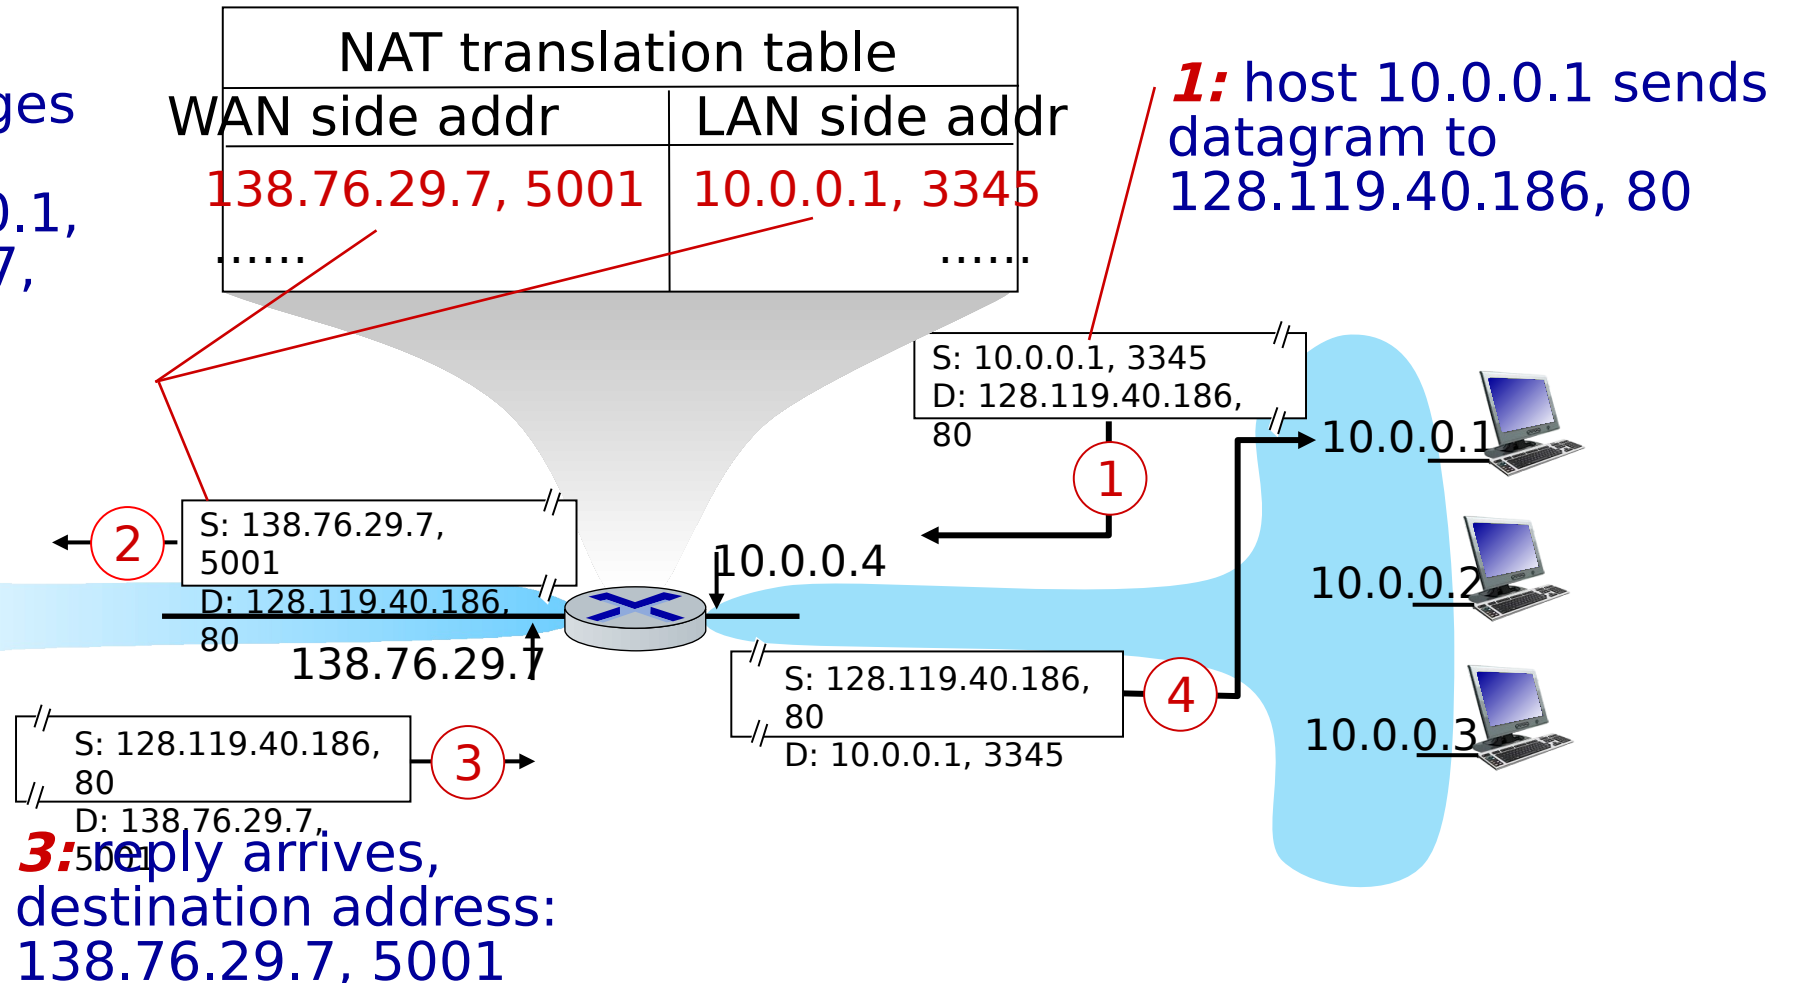 NAT translation table
WAN side addr LAN side addr
138.76.29.7, 5001 10.0.0.1, 3345
...... ......
ges
0.1,
7,
1: host 10.0.0.1 sends
datagram to
128.119.40.186, 80
S: 10.0.0.1, 3345
D: 128.119.40.186,
80
1
10.0.0.1
2
S: 138.76.29.7,
5001
D: 128.119.40.186,
80
10.0.0.4
10.0.0.2
138.76.29.7
S: 128.119.40.186,
80
D: 10.0.0.1, 3345
4
10.0.0.3
S: 128.119.40.186,
80
D: 138.76.29.7,
5001
3
3: reply arrives,
destination address:
138.76.29.7, 5001